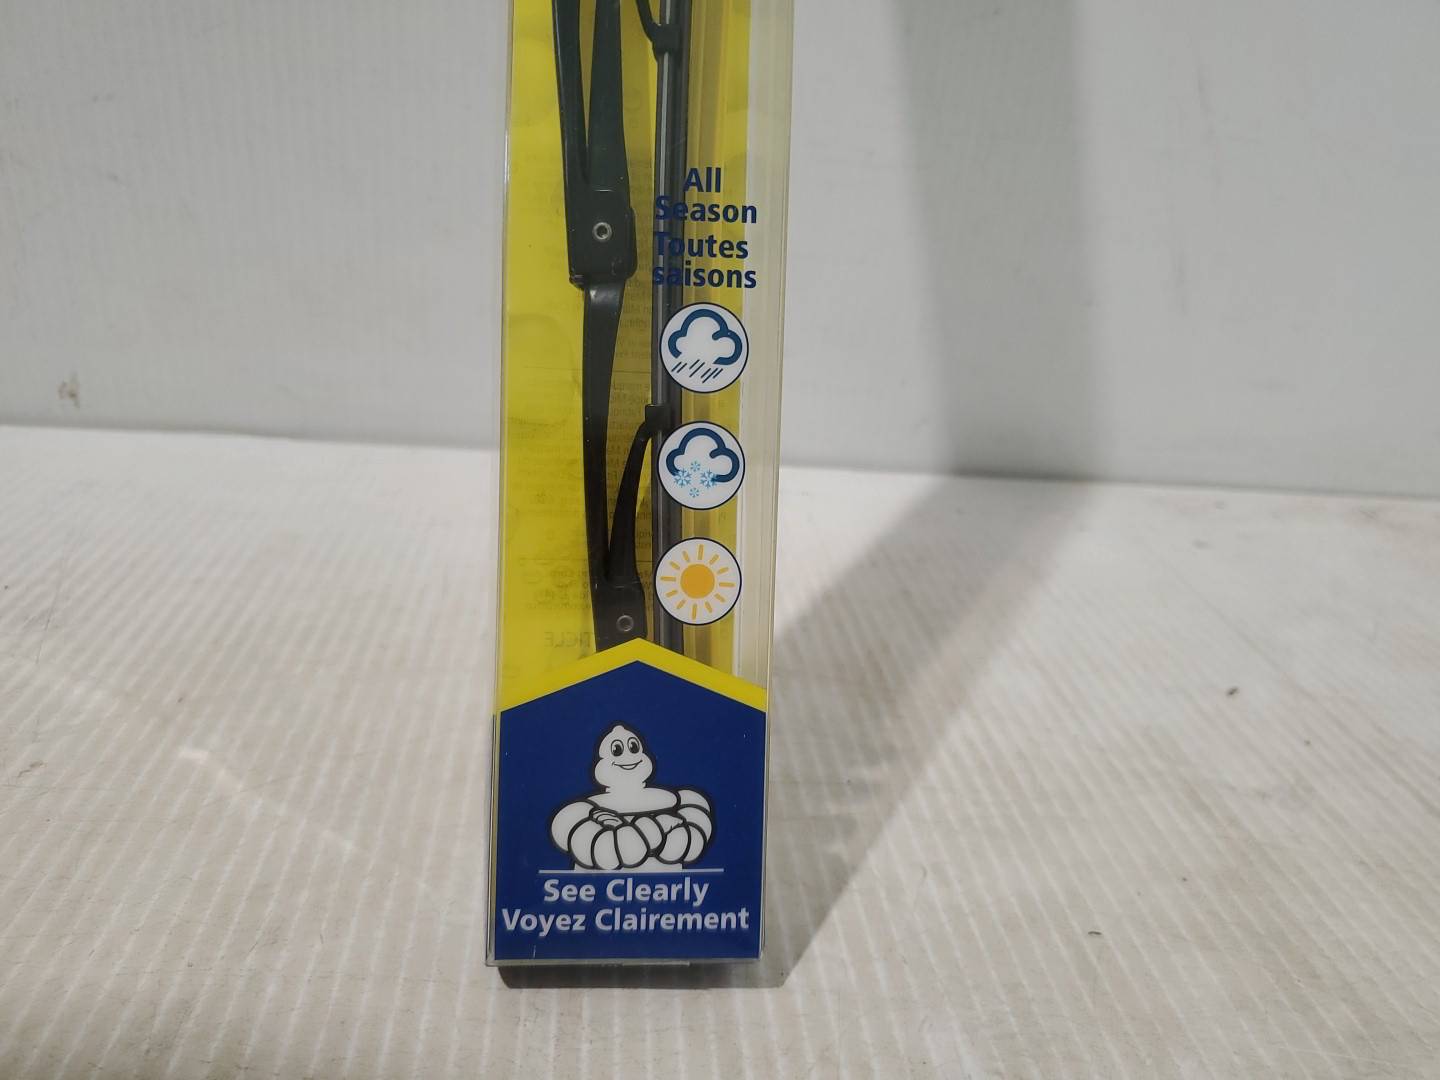 All
Season
Toutes
saisons
See Clearly
Voyez Clairement